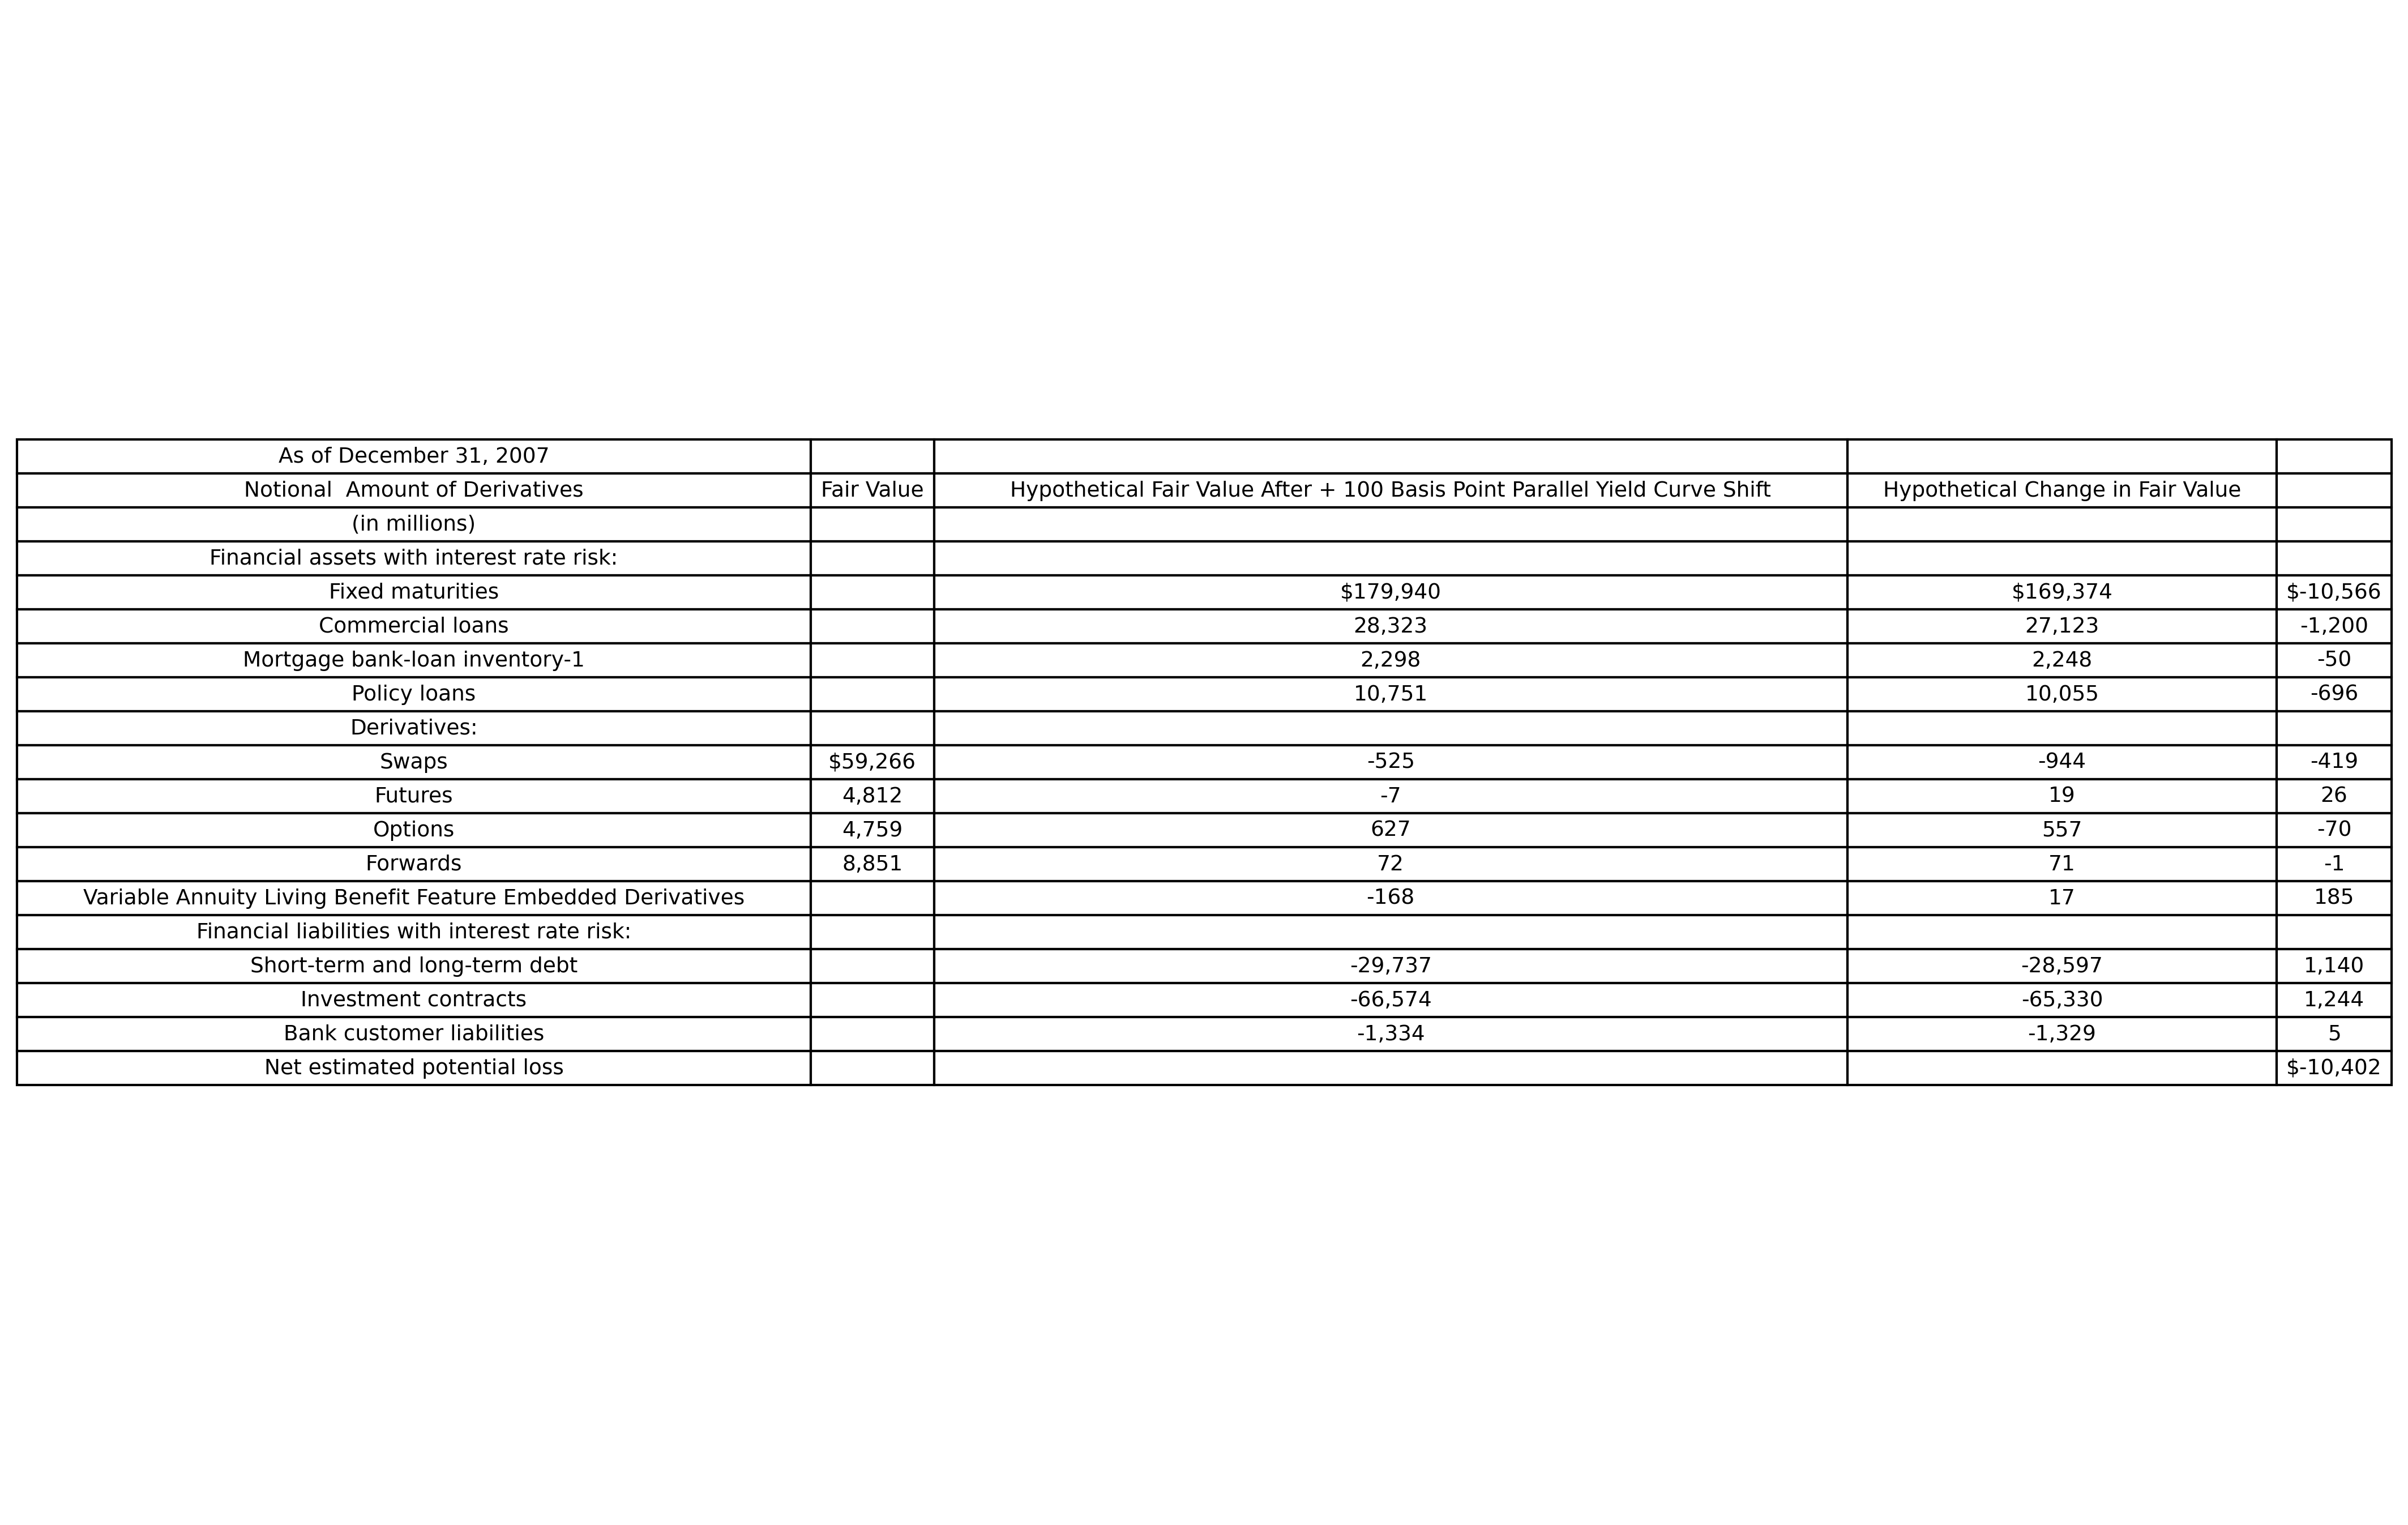 As of December 31, 2007
Notional  Amount of Derivatives Fair Value Hypothetical Fair Value After + 100 Basis Point Parallel Yield Curve Shift Hypothetical Change in Fair Value
(in millions)
Financial assets with interest rate risk:
Fixed maturities $179,940 $169,374 $-10,566
Commercial loans 28,323 27,123 -1,200
Mortgage bank-loan inventory-1 2,298 2,248 -50
Policy loans 10,751 10,055 -696
Derivatives:
Swaps $59,266 -525 -944 -419
Futures 4,812 -7 19 26
Options 4,759 627 557 -70
Forwards 8,851 72 71 -1
Variable Annuity Living Benefit Feature Embedded Derivatives -168 17 185
Financial liabilities with interest rate risk:
Short-term and long-term debt -29,737 -28,597 1,140
Investment contracts -66,574 -65,330 1,244
Bank customer liabilities -1,334 -1,329 5
Net estimated potential loss $-10,402